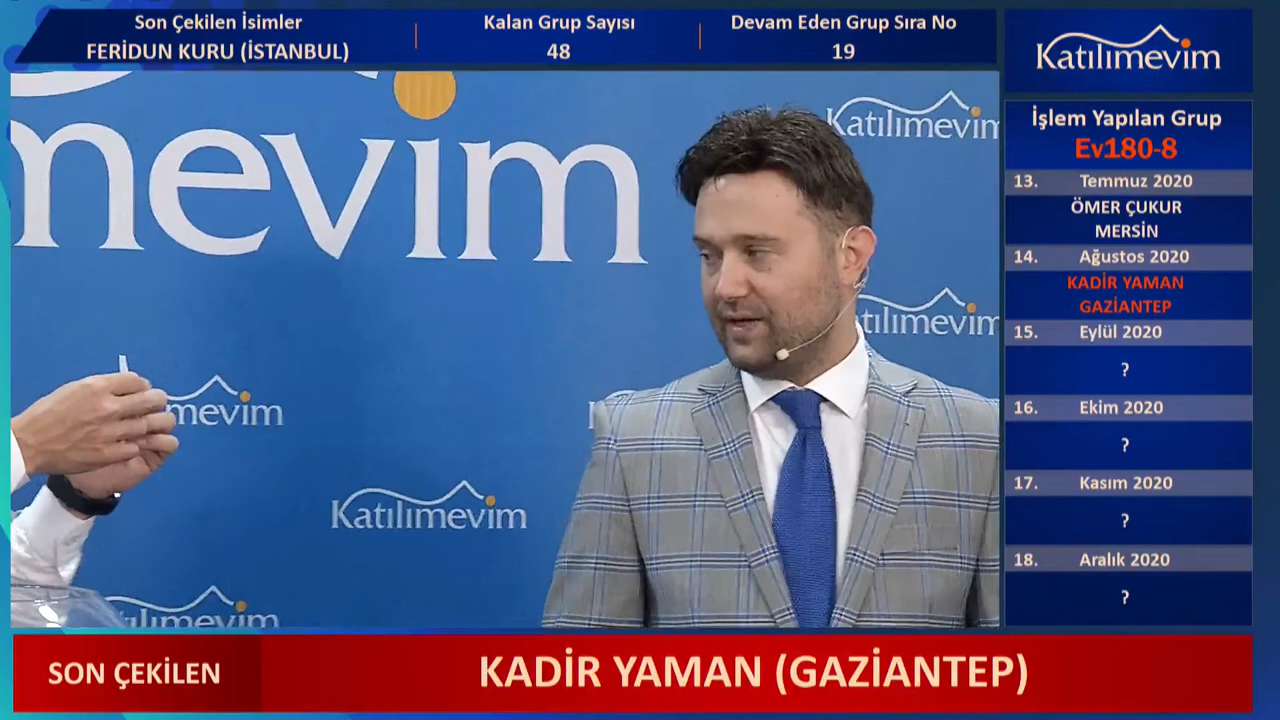 Son Çekilen İsimler
FERİDUN KURU (İSTANBUL)
Kalan Grup Sayısı
48
Devam Eden Grup Sıra No
19
Katılımevim
İşlem Yapılan Grup
Ev180-8
13. Temmuz 2020
ÖMER ÇUKUR
MERSİN
14. Ağustos 2020
KADİR YAMAN
GAZİANTEP
15. Eylül 2020
?
16. Ekim 2020
?
17. Kasım 2020
?
18. Aralık 2020
?
mevim
Katılımevim
atılımevim
lımevim
Katılımevim
tılımevim
SON ÇEKİLEN
KADİR YAMAN (GAZİANTEP)